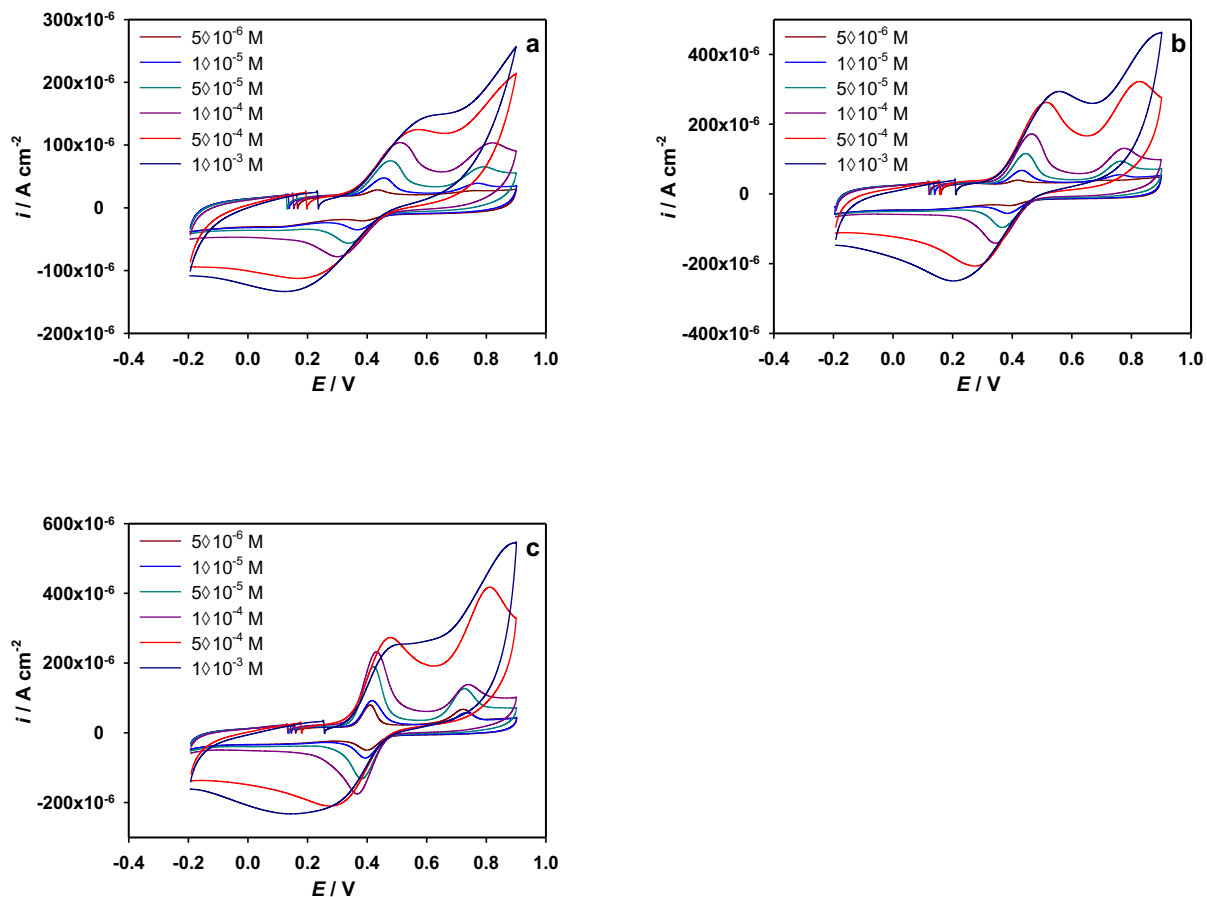 a
300x10-6
200x10-6
100x10-6
0
-100x10-6
-200x10-6
i / A cm-2
5◊10-6 M
1◊10-5 M
5◊10-5 M
1◊10-4 M
5◊10-4 M
1◊10-3 M
-0.4 -0.2 0.0 0.2 0.4 0.6 0.8 1.0
E / V
b
400x10-6
200x10-6
0
-200x10-6
-400x10-6
i / A cm-2
5◊10-6 M
1◊10-5 M
5◊10-5 M
1◊10-4 M
5◊10-4 M
1◊10-3 M
-0.4 -0.2 0.0 0.2 0.4 0.6 0.8 1.0
E / V
c
600x10-6
400x10-6
200x10-6
0
-200x10-6
i / A cm-2
5◊10-6 M
1◊10-5 M
5◊10-5 M
1◊10-4 M
5◊10-4 M
1◊10-3 M
-0.4 -0.2 0.0 0.2 0.4 0.6 0.8 1.0
E / V